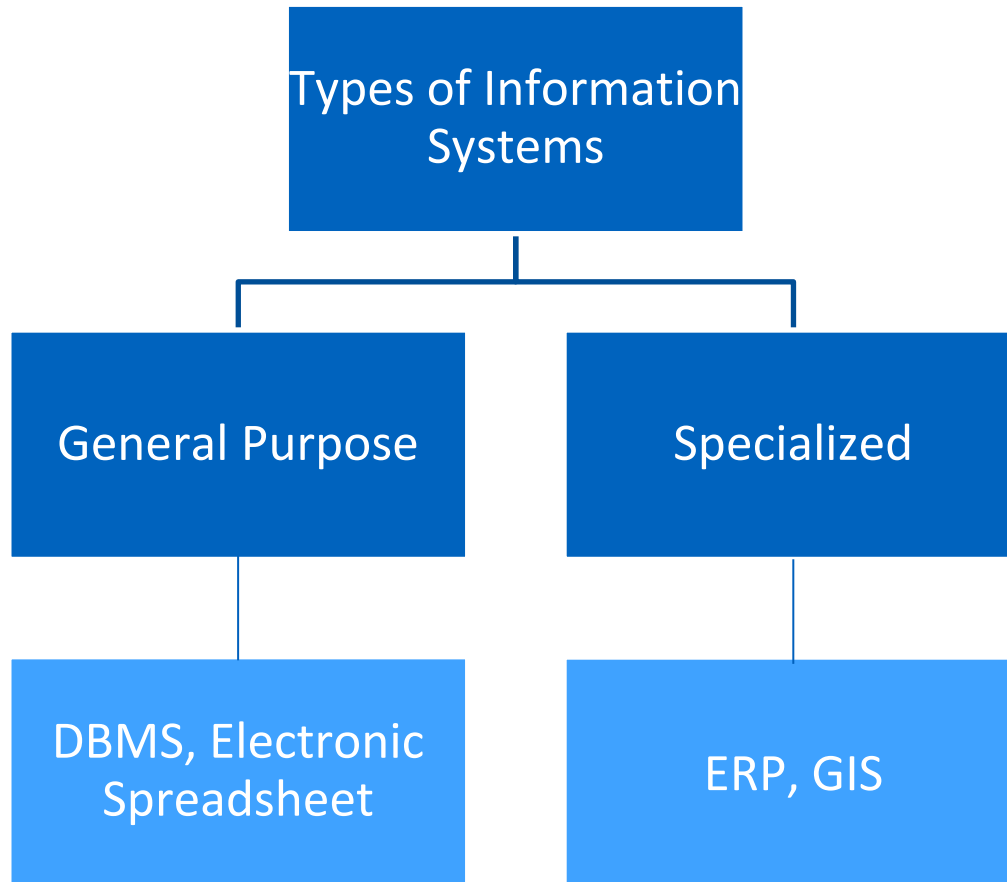 Types of Information
Systems
General Purpose
Specialized
DBMS, Electronic
Spreadsheet
ERP, GIS